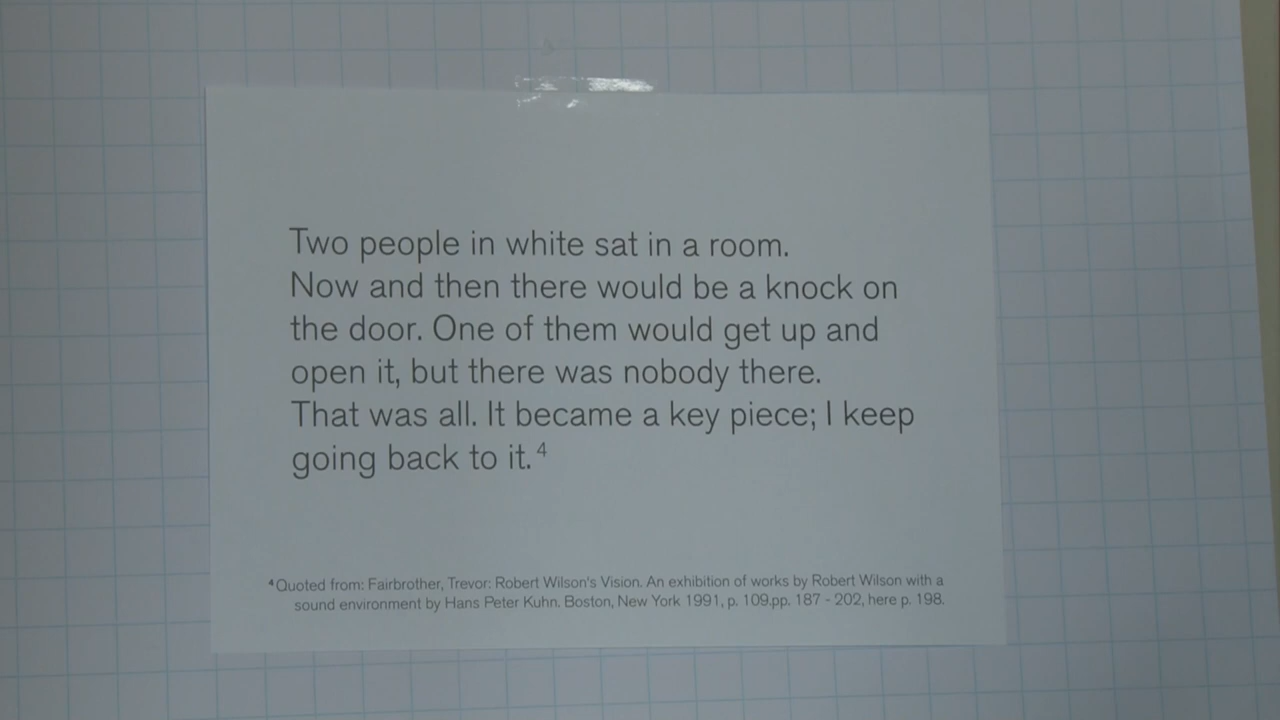 Two people in white sat in a room.
Now and then there would be a knock on
the door. One of them would get up and
open it, but there was nobody there.
That was all. It became a key piece; I keep
going back to it.⁴
⁴Quoted from: Fairbrother, Trevor: Robert Wilson's Vision. An exhibition of works by Robert Wilson with a
sound environment by Hans Peter Kuhn. Boston, New York 1991, p. 109.pp. 187 - 202, here p. 198.